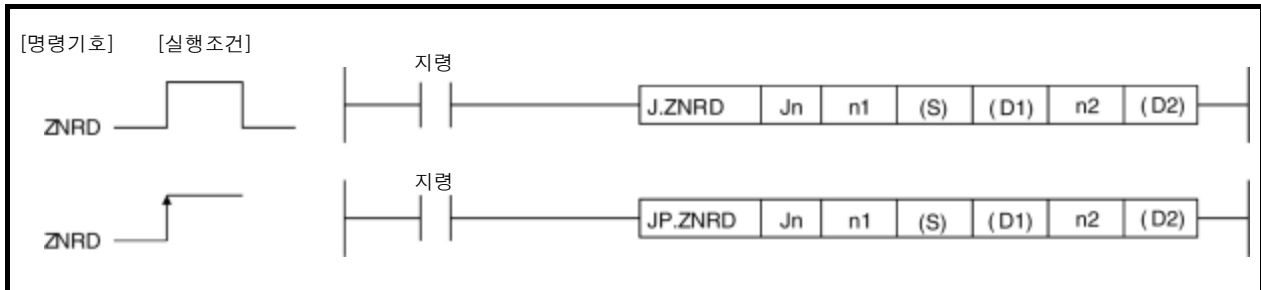 [명령기호] [실행조건]
지령
ZNRD
J.ZNRD Jn n1 (S) (D1) n2 (D2)
지령
ZNRD
JP.ZNRD Jn n1 (S) (D1) n2 (D2)